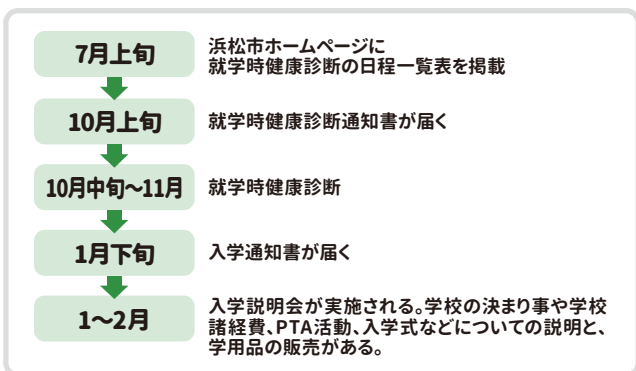 7月上旬
浜松市ホームページに
就学時健康診断の日程一覧表を掲載
10月上旬
就学時健康診断通知書が届く
10月中旬〜11月
就学時健康診断
1月下旬
入学通知書が届く
1〜2月
入学説明会が実施される。学校の決まり事や学校
諸経費、PTA活動、入学式などについての説明と、
学用品の販売がある。